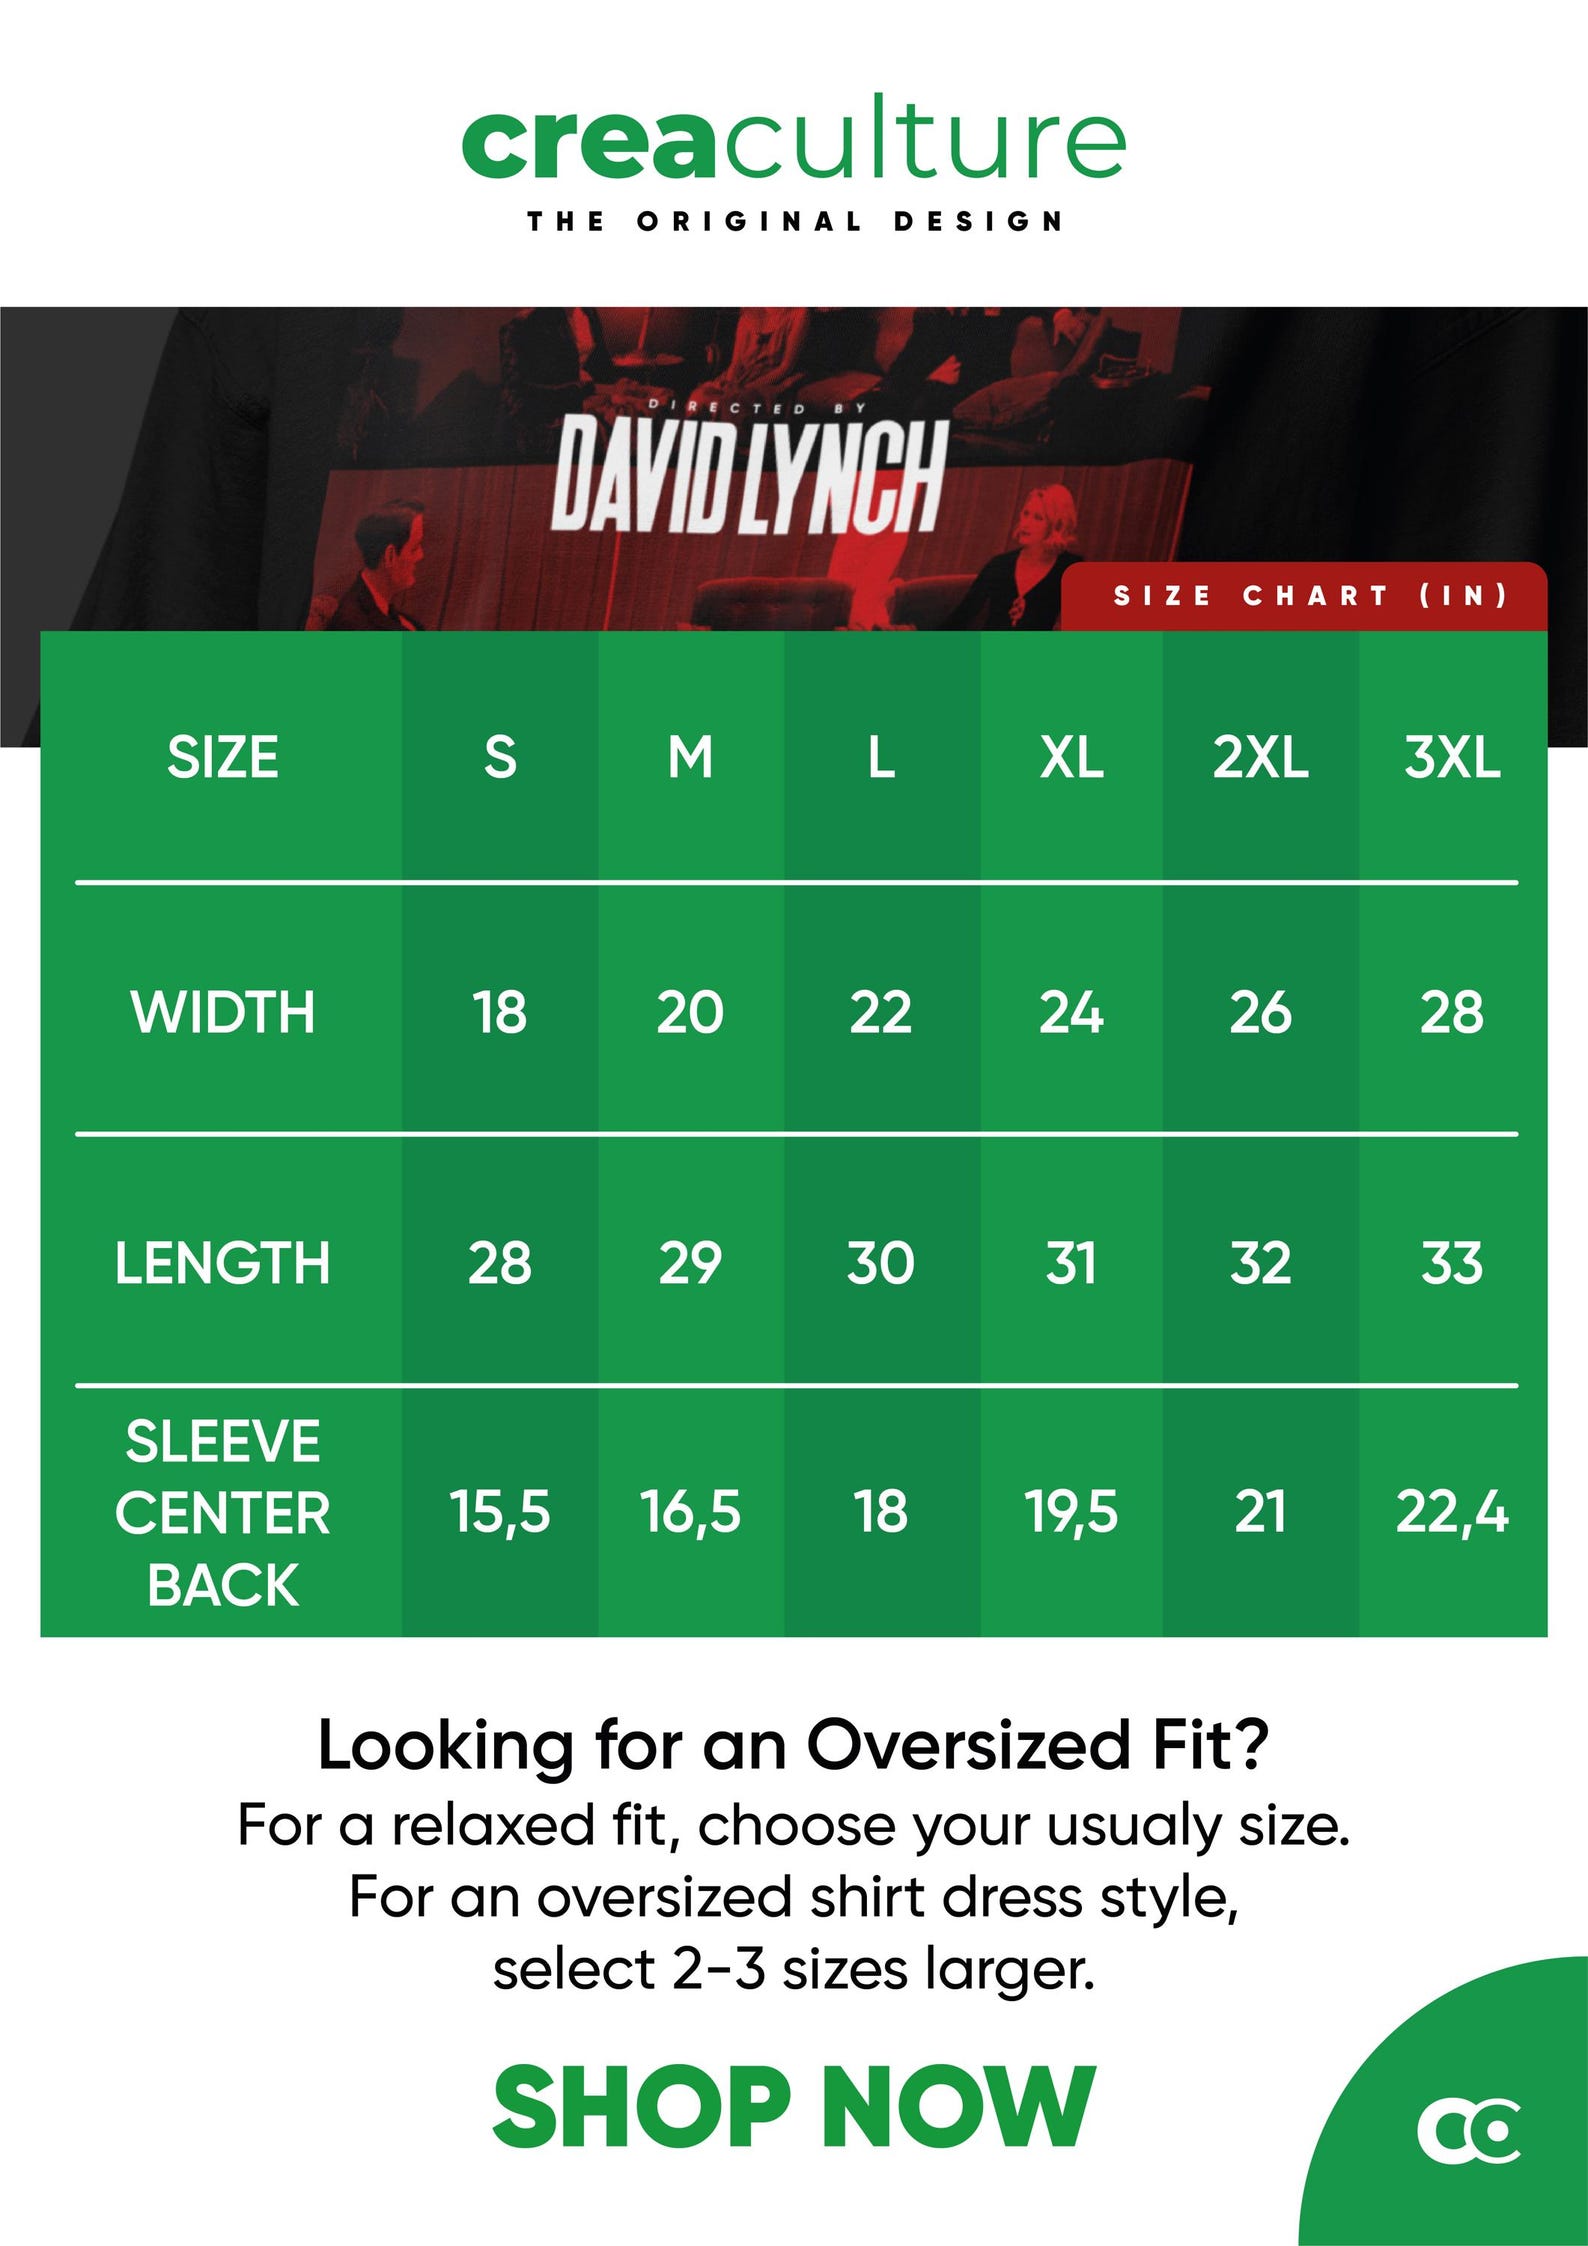 creaculture
THE ORIGINAL DESIGN
DIRECTED BY
DAVID LYNCH
SIZE CHART (IN)
SIZE S M L XL 2XL 3XL
WIDTH 18 20 22 24 26 28
LENGTH 28 29 30 31 32 33
SLEEVE
CENTER
BACK 15,5 16,5 18 19,5 21 22,4
Looking for an Oversized Fit?
For a relaxed fit, choose your usualy size.
For an oversized shirt dress style,
select 2-3 sizes larger.
SHOP NOW
CC